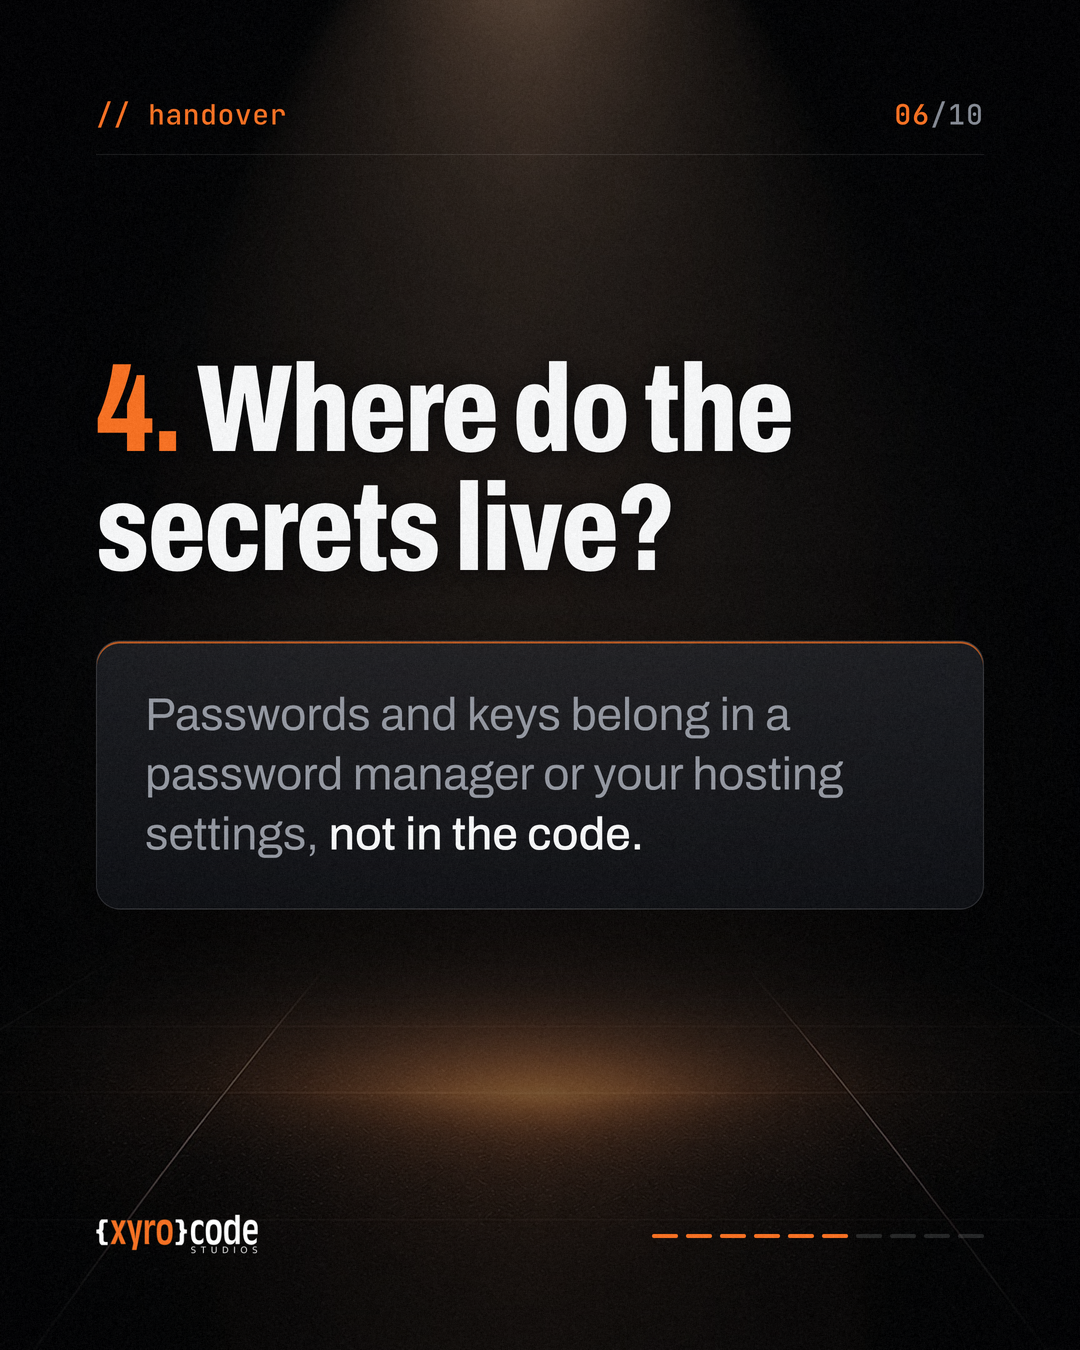 // handover
06/10
4. Where do the
secrets live?
Passwords and keys belong in a
password manager or your hosting
settings, not in the code.
{xyro}code
STUDIOS